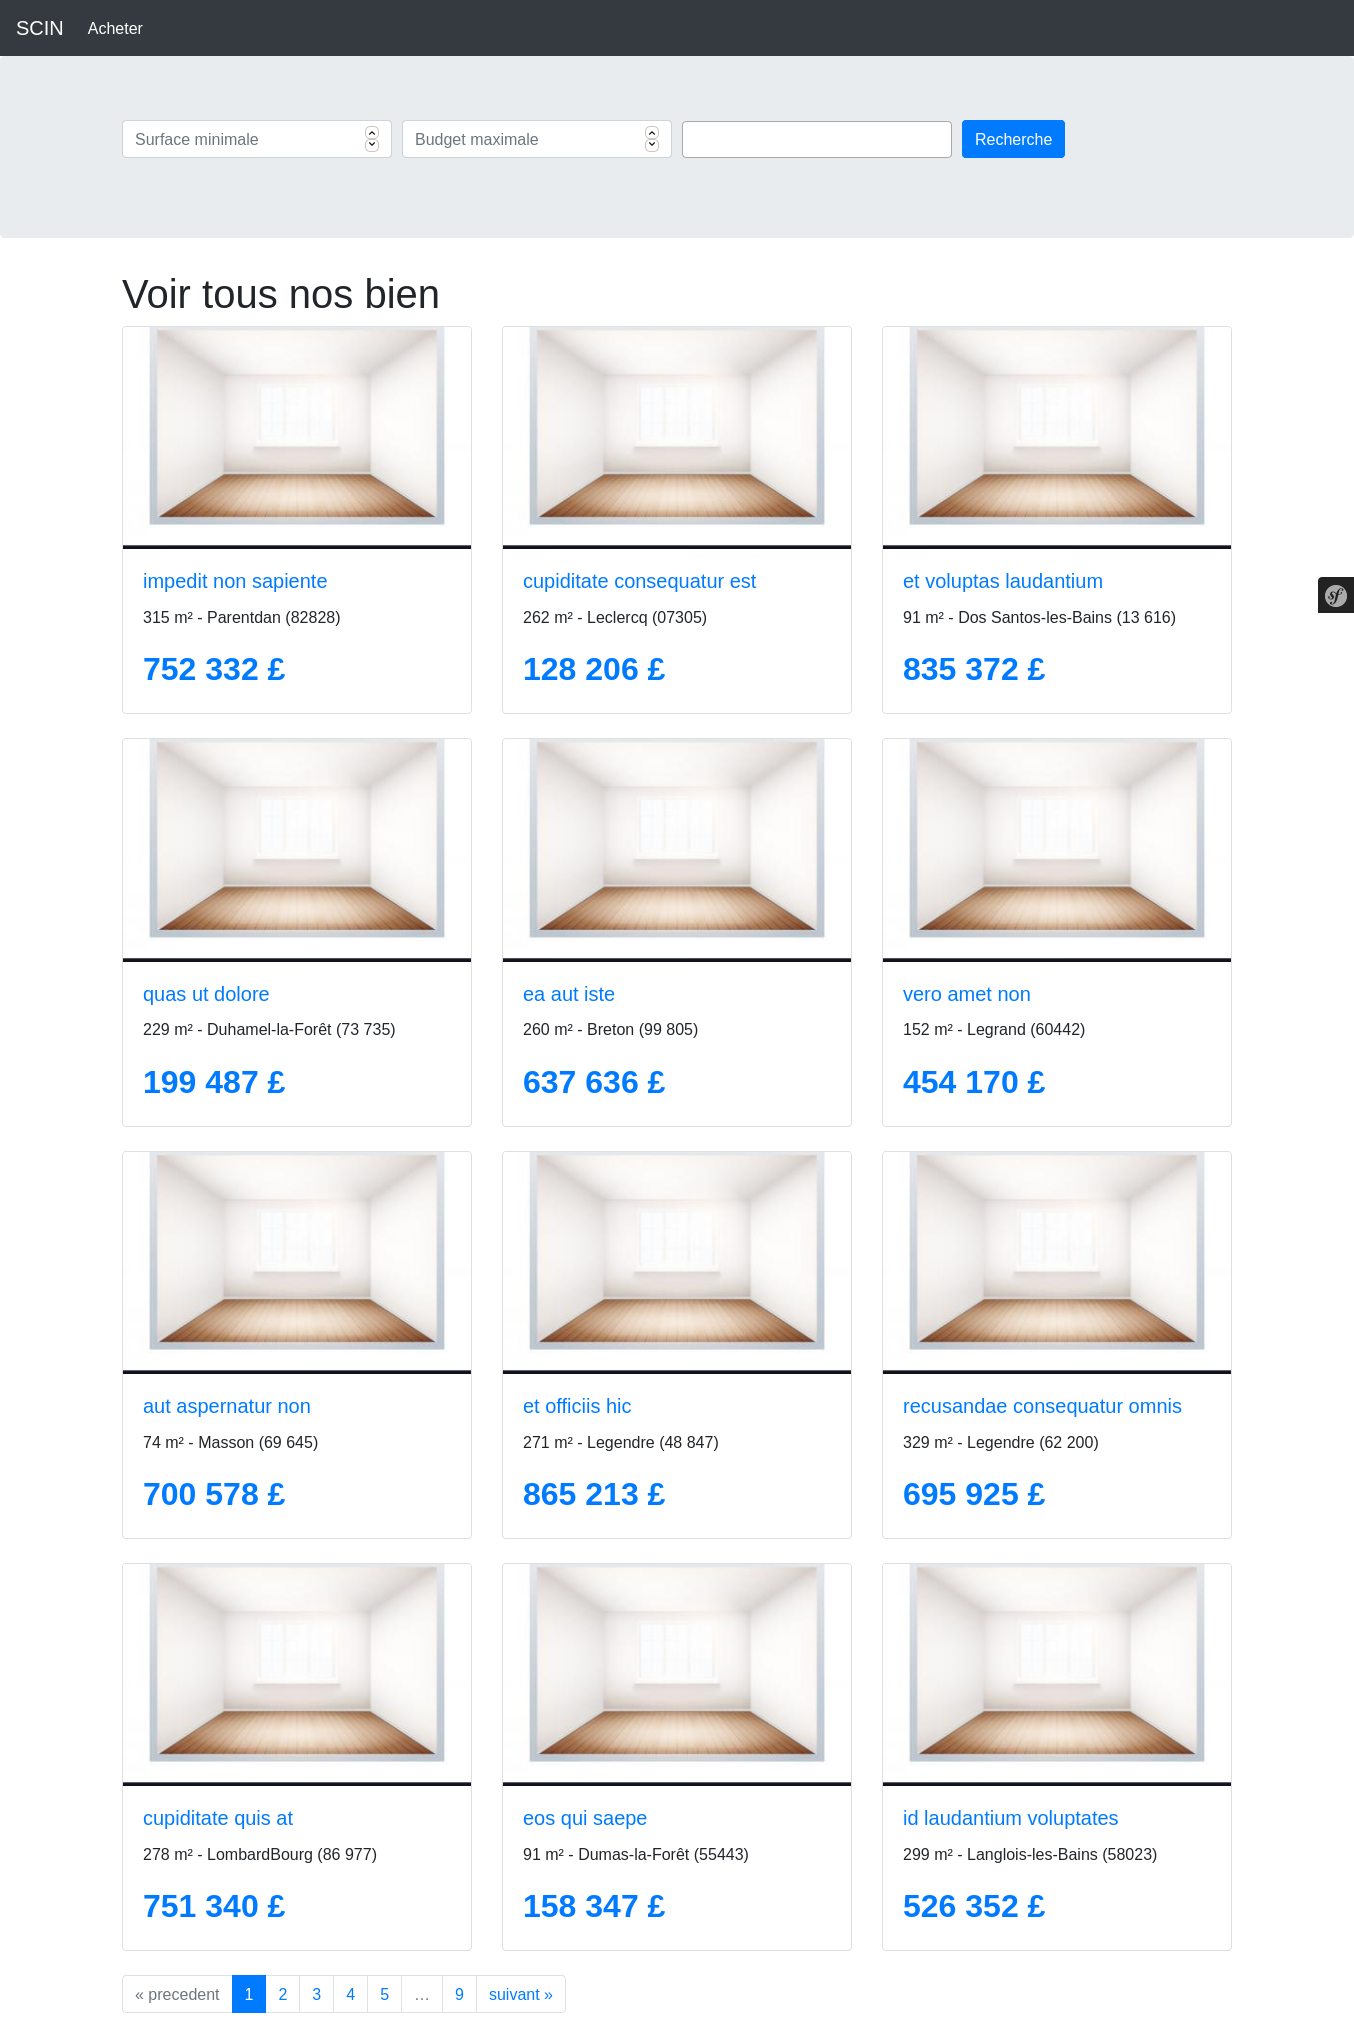 SCIN Acheter
Surface minimale Budget maximale Recherche
Voir tous nos bien
impedit non sapiente
315 m² - Parentdan (82828)
752 332 £
cupiditate consequatur est
262 m² - Leclercq (07305)
128 206 £
et voluptas laudantium
91 m² - Dos Santos-les-Bains (13 616)
835 372 £
sf
quas ut dolore
229 m² - Duhamel-la-Forêt (73 735)
199 487 £
ea aut iste
260 m² - Breton (99 805)
637 636 £
vero amet non
152 m² - Legrand (60442)
454 170 £
aut aspernatur non
74 m² - Masson (69 645)
700 578 £
et officiis hic
271 m² - Legendre (48 847)
865 213 £
recusandae consequatur omnis
329 m² - Legendre (62 200)
695 925 £
cupiditate quis at
278 m² - LombardBourg (86 977)
751 340 £
eos qui saepe
91 m² - Dumas-la-Forêt (55443)
158 347 £
id laudantium voluptates
299 m² - Langlois-les-Bains (58023)
526 352 £
« precedent 1 2 3 4 5 … 9 suivant »